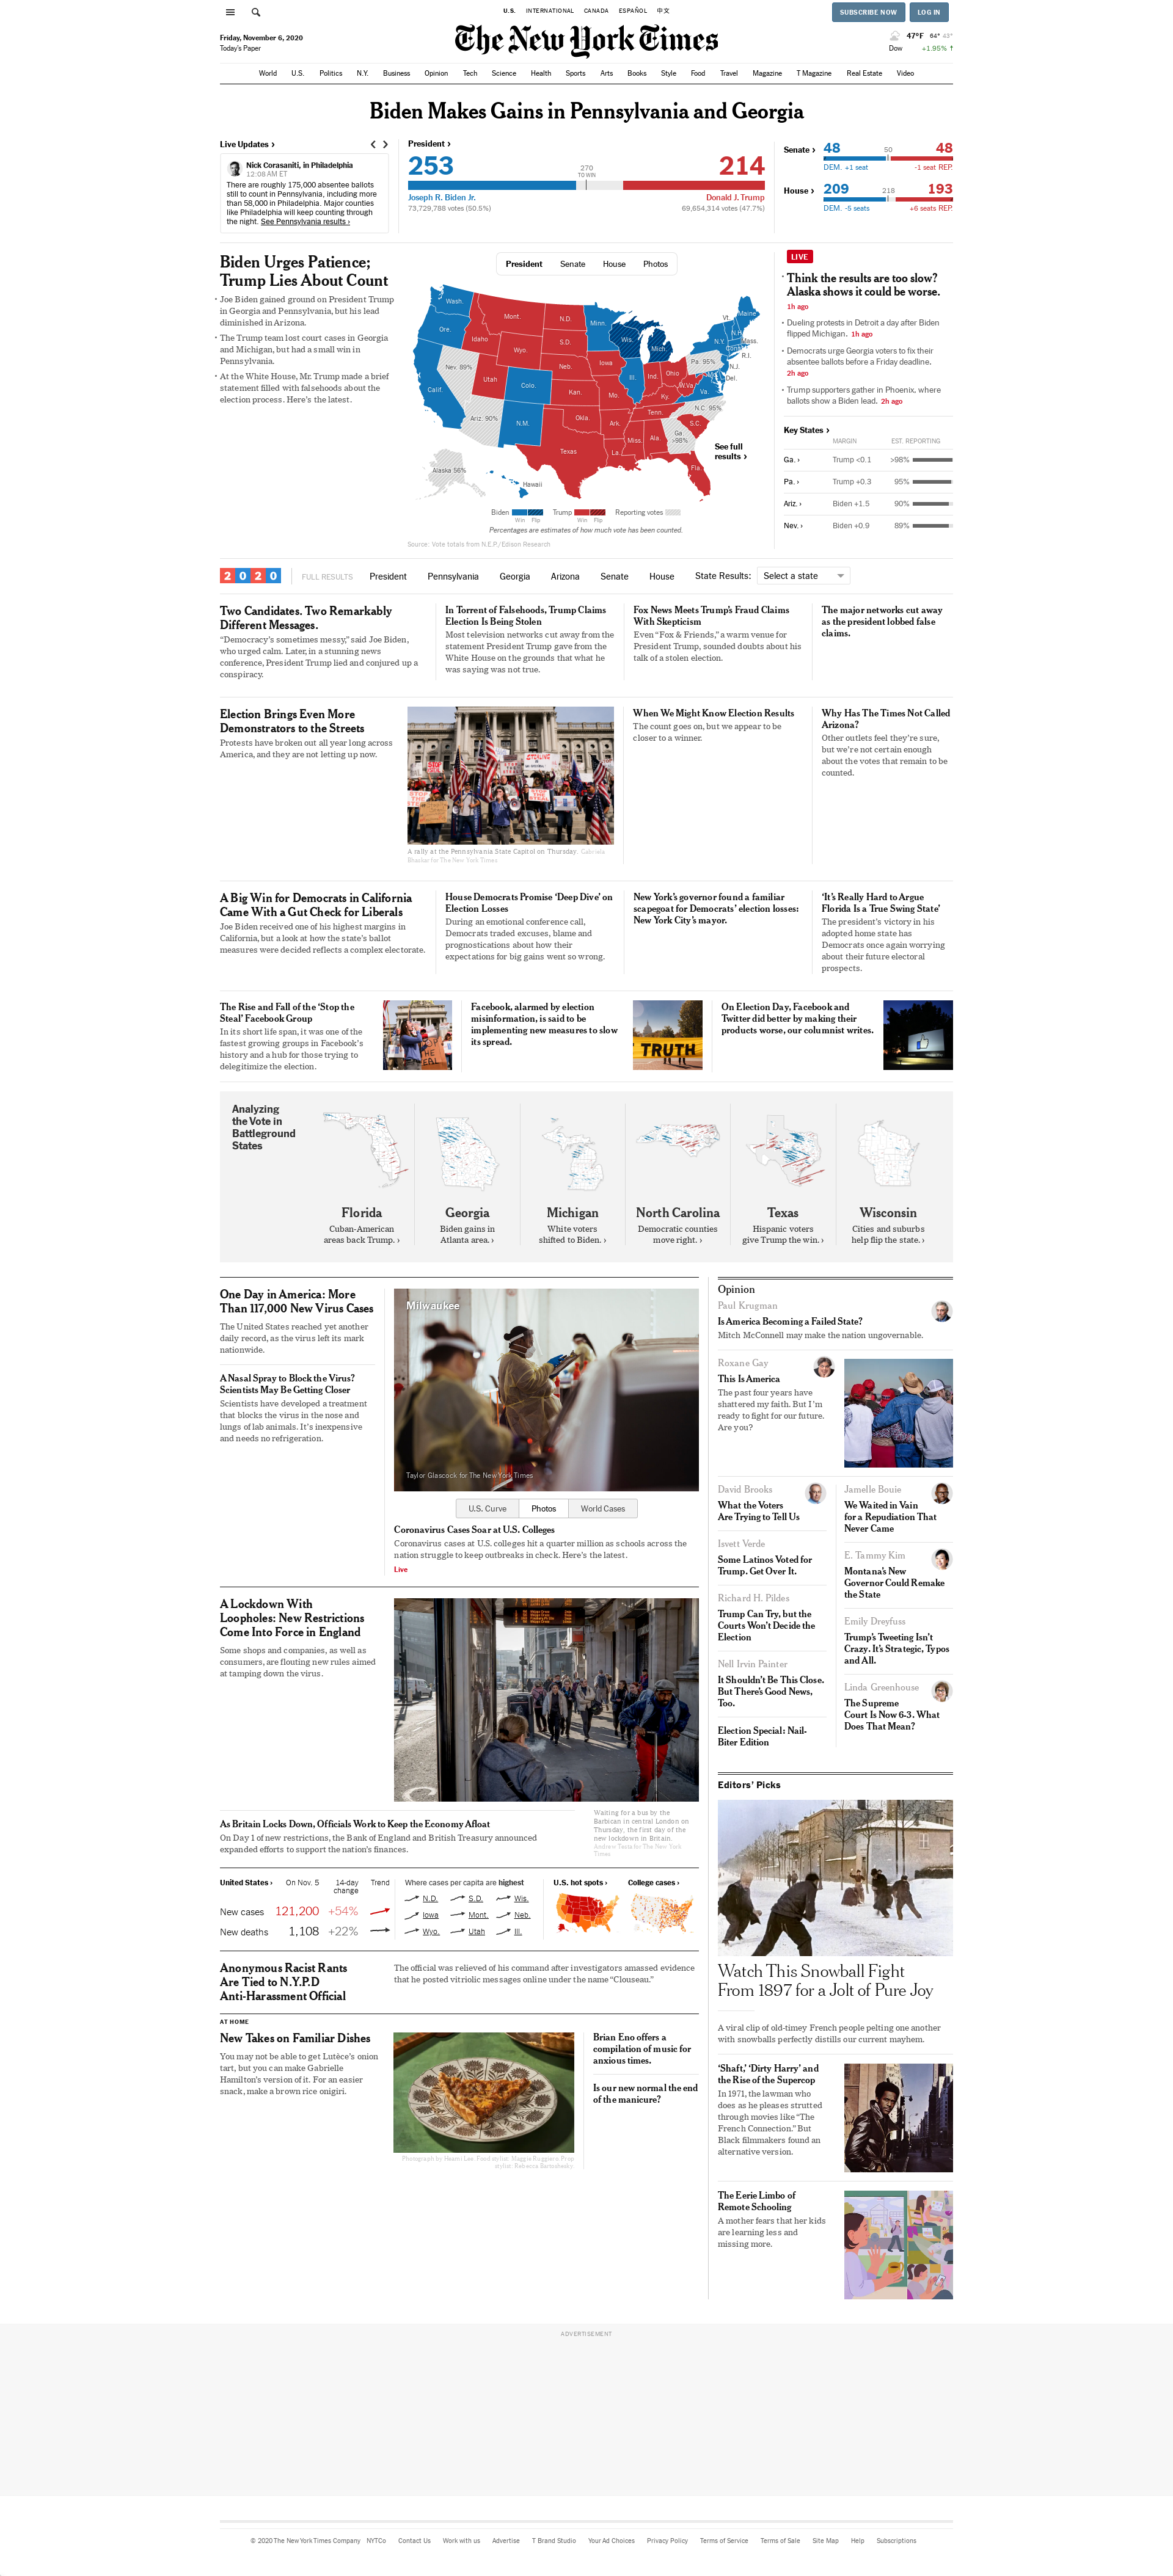 U.S. INTERNATIONAL CANADA ESPAÑOL 中文
SUBSCRIBE NOW LOG IN
Friday, November 6, 2020
Today's Paper
The New York Times
47°F 64° 43°
Dow +1.95% ↑
World U.S. Politics N.Y. Business Opinion Tech Science Health Sports Arts Books Style Food Travel Magazine T Magazine Real Estate Video
Biden Makes Gains in Pennsylvania and Georgia
Live Updates ›
Nick Corasaniti, in Philadelphia
12:08 AM ET
There are roughly 175,000 absentee ballots
still to count in Pennsylvania, including more
than 58,000 in Philadelphia. Major counties
like Philadelphia will keep counting through
the night. See Pennsylvania results ›
President ›
253 214
270
TO WIN
Joseph R. Biden Jr. Donald J. Trump
73,729,788 votes (50.5%) 69,654,314 votes (47.7%)
Senate › 48 50 48
DEM. +1 seat -1 seat REP.
House › 209 218 193
DEM. -5 seats +6 seats REP.
Biden Urges Patience;
Trump Lies About Count
• Joe Biden gained ground on President Trump
in Georgia and Pennsylvania, but his lead
diminished in Arizona.
• The Trump team lost court cases in Georgia
and Michigan, but had a small win in
Pennsylvania.
• At the White House, Mr. Trump made a brief
statement filled with falsehoods about the
election process. Here's the latest.
President Senate House Photos
Wash.
Ore.
Calif.
Nev. 89%
Idaho
Mont.
Wyo.
Utah
Ariz. 90%
Colo.
N.M.
N.D.
S.D.
Neb.
Kan.
Okla.
Texas
Minn.
Iowa
Mo.
Ark.
La.
Wis.
Ill.
Mich.
Ind.
Ohio
Ky.
Tenn.
Miss.
Ala.
Ga.
>98%
Fla.
S.C.
N.C. 95%
Va.
W.Va.
Pa. 95%
N.Y.
Vt.
N.H.
Maine
Mass.
Conn.
R.I.
N.J.
Del.
Alaska 56%
Hawaii
See full
results ›
Biden Win Flip Trump Win Flip Reporting votes
Percentages are estimates of how much vote has been counted.
Source: Vote totals from N.E.P./Edison Research
LIVE
• Think the results are too slow?
Alaska shows it could be worse.
1h ago
• Dueling protests in Detroit a day after Biden
flipped Michigan. 1h ago
• Democrats urge Georgia voters to fix their
absentee ballots before a Friday deadline.
2h ago
• Trump supporters gather in Phoenix, where
ballots show a Biden lead. 2h ago
Key States ›
MARGIN EST. REPORTING
Ga. › Trump <0.1 >98%
Pa. › Trump +0.3 95%
Ariz. › Biden +1.5 90%
Nev. › Biden +0.9 89%
2020 FULL RESULTS President Pennsylvania Georgia Arizona Senate House State Results: Select a state
Two Candidates. Two Remarkably
Different Messages.
“Democracy's sometimes messy,” said Joe Biden,
who urged calm. Later, in a stunning news
conference, President Trump lied and conjured up a
conspiracy.
In Torrent of Falsehoods, Trump Claims
Election Is Being Stolen
Most television networks cut away from the
statement President Trump gave from the
White House on the grounds that what he
was saying was not true.
Fox News Meets Trump's Fraud Claims
With Skepticism
Even “Fox & Friends,” a warm venue for
President Trump, sounded doubts about his
talk of a stolen election.
The major networks cut away
as the president lobbed false
claims.
Election Brings Even More
Demonstrators to the Streets
Protests have broken out all year long across
America, and they are not letting up now.
A rally at the Pennsylvania State Capitol on Thursday. Gabriela
Bhaskar for The New York Times
When We Might Know Election Results
The count goes on, but we appear to be
closer to a winner.
Why Has The Times Not Called
Arizona?
Other outlets feel they're sure,
but we're not certain enough
about the votes that remain to be
counted.
A Big Win for Democrats in California
Came With a Gut Check for Liberals
Joe Biden received one of his highest margins in
California, but a look at how the state's ballot
measures were decided reflects a complex electorate.
House Democrats Promise ‘Deep Dive’ on
Election Losses
During an emotional conference call,
Democrats traded excuses, blame and
prognostications about how their
expectations for big gains went so wrong.
New York's governor found a familiar
scapegoat for Democrats' election losses:
New York City's mayor.
‘It's Really Hard to Argue
Florida Is a True Swing State’
The president's victory in his
adopted home state has
Democrats once again worrying
about their future electoral
prospects.
The Rise and Fall of the ‘Stop the
Steal’ Facebook Group
In its short life span, it was one of the
fastest growing groups in Facebook's
history and a hub for those trying to
delegitimize the election.
Facebook, alarmed by election
misinformation, is said to be
implementing new measures to slow
its spread.
TRUTH
On Election Day, Facebook and
Twitter did better by making their
products worse, our columnist writes.
Analyzing
the Vote in
Battleground
States
Florida
Cuban-American
areas back Trump. ›
Georgia
Biden gains in
Atlanta area. ›
Michigan
White voters
shifted to Biden. ›
North Carolina
Democratic counties
move right. ›
Texas
Hispanic voters
give Trump the win. ›
Wisconsin
Cities and suburbs
help flip the state. ›
One Day in America: More
Than 117,000 New Virus Cases
The United States reached yet another
daily record, as the virus left its mark
nationwide.
A Nasal Spray to Block the Virus?
Scientists May Be Getting Closer
Scientists have developed a treatment
that blocks the virus in the nose and
lungs of lab animals. It's inexpensive
and needs no refrigeration.
Milwaukee
Taylor Glascock for The New York Times
U.S. Curve Photos World Cases
Coronavirus Cases Soar at U.S. Colleges
Coronavirus cases at U.S. colleges hit a quarter million as schools across the
nation struggle to keep outbreaks in check. Here's the latest.
Live
A Lockdown With
Loopholes: New Restrictions
Come Into Force in England
Some shops and companies, as well as
consumers, are flouting new rules aimed
at tamping down the virus.
As Britain Locks Down, Officials Work to Keep the Economy Afloat
On Day 1 of new restrictions, the Bank of England and British Treasury announced
expanded efforts to support the nation's finances.
Waiting for a bus by the
Barbican in central London on
Thursday, the first day of the
new lockdown in Britain.
Andrew Testa for The New York
Times
United States › On Nov. 5 14-day
change Trend
New cases 121,200 +54%
New deaths 1,108 +22%
Where cases per capita are highest
N.D. S.D. Wis.
Iowa Mont. Neb.
Wyo. Utah Ill.
U.S. hot spots › College cases ›
Anonymous Racist Rants
Are Tied to N.Y.P.D
Anti-Harassment Official
The official was relieved of his command after investigators amassed evidence
that he posted vitriolic messages online under the name “Clouseau.”
AT HOME
New Takes on Familiar Dishes
You may not be able to get Lutèce's onion
tart, but you can make Gabrielle
Hamilton's version of it. For an easier
snack, make a brown rice onigiri.
Photograph by Heami Lee. Food stylist: Maggie Ruggiero. Prop
stylist: Rebecca Bartoshesky.
Brian Eno offers a
compilation of music for
anxious times.
Is our new normal the end
of the manicure?
Opinion
Paul Krugman
Is America Becoming a Failed State?
Mitch McConnell may make the nation ungovernable.
Roxane Gay
This Is America
The past four years have
shattered my faith. But I'm
ready to fight for our future.
Are you?
David Brooks
What the Voters
Are Trying to Tell Us
Isvett Verde
Some Latinos Voted for
Trump. Get Over It.
Richard H. Pildes
Trump Can Try, but the
Courts Won't Decide the
Election
Nell Irvin Painter
It Shouldn't Be This Close.
But There's Good News,
Too.
Election Special: Nail-
Biter Edition
Jamelle Bouie
We Waited in Vain
for a Repudiation That
Never Came
E. Tammy Kim
Montana's New
Governor Could Remake
the State
Emily Dreyfuss
Trump's Tweeting Isn't
Crazy. It's Strategic, Typos
and All.
Linda Greenhouse
The Supreme
Court Is Now 6-3. What
Does That Mean?
Editors' Picks
Watch This Snowball Fight
From 1897 for a Jolt of Pure Joy
A viral clip of old-timey French people pelting one another
with snowballs perfectly distills our current mayhem.
‘Shaft,’ ‘Dirty Harry’ and
the Rise of the Supercop
In 1971, the lawman who
does as he pleases strutted
through movies like “The
French Connection.” But
Black filmmakers found an
alternative version.
The Eerie Limbo of
Remote Schooling
A mother fears that her kids
are learning less and
missing more.
ADVERTISEMENT
© 2020 The New York Times Company NYTCo Contact Us Work with us Advertise T Brand Studio Your Ad Choices Privacy Policy Terms of Service Terms of Sale Site Map Help Subscriptions